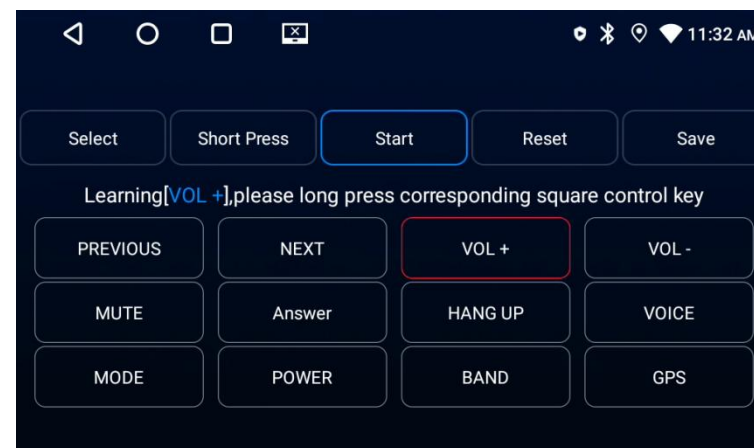 11:32 AM
Select Short Press Start Reset Save
Learning[VOL +],please long press corresponding square control key
PREVIOUS NEXT VOL + VOL -
MUTE Answer HANG UP VOICE
MODE POWER BAND GPS